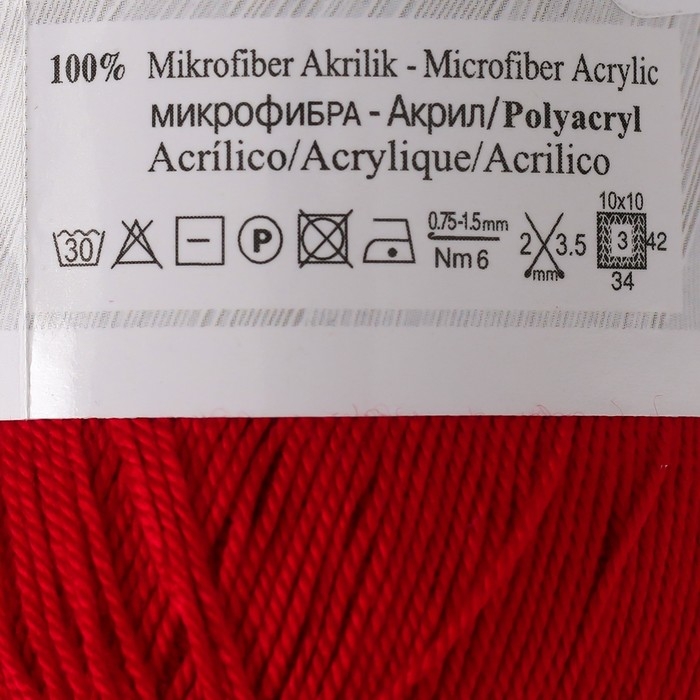 100% Mikrofiber Akrilik - Microfiber Acrylic
МИКРОФИБРА - Акрил/Polyacryl
Acrílico/Acrylique/Acrilico
30 P 0.75-1.5mm Nm 6 2 3.5 mm 10x10 3 42 34